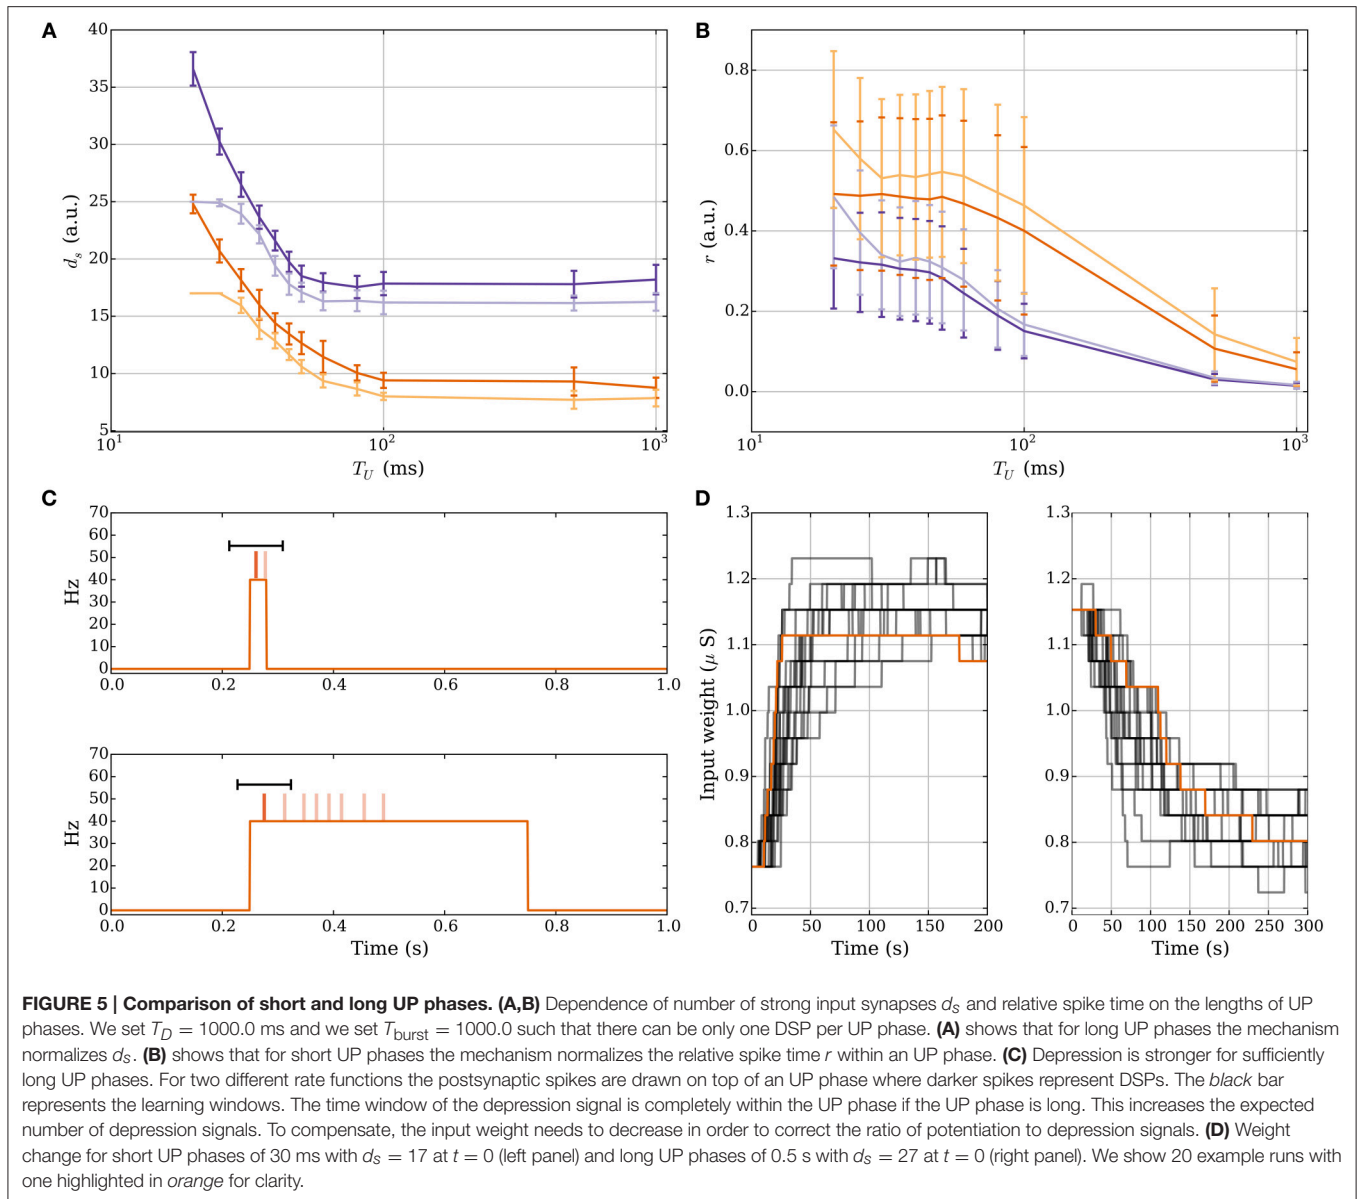 A
40
35
30
25
20
15
10
5
d_s (a.u.)
10^1
10^2
10^3
T_U (ms)
B
0.8
0.6
0.4
0.2
0.0
r (a.u.)
10^1
10^2
10^3
T_U (ms)
C
70
60
50
40
30
20
10
0
Hz
0.0 0.2 0.4 0.6 0.8 1.0
70
60
50
40
30
20
10
0
Hz
0.0 0.2 0.4 0.6 0.8 1.0
Time (s)
D
1.3
1.2
1.1
1.0
0.9
0.8
0.7
Input weight (μ S)
0 50 100 150 200
Time (s)
1.3
1.2
1.1
1.0
0.9
0.8
0.7
0 50 100 150 200 250 300
Time (s)
FIGURE 5 | Comparison of short and long UP phases. (A,B) Dependence of number of strong input synapses d_s and relative spike time on the lengths of UP
phases. We set T_D = 1000.0 ms and we set T_burst = 1000.0 such that there can be only one DSP per UP phase. (A) shows that for long UP phases the mechanism
normalizes d_s. (B) shows that for short UP phases the mechanism normalizes the relative spike time r within an UP phase. (C) Depression is stronger for sufficiently
long UP phases. For two different rate functions the postsynaptic spikes are drawn on top of an UP phase where darker spikes represent DSPs. The black bar
represents the learning windows. The time window of the depression signal is completely within the UP phase if the UP phase is long. This increases the expected
number of depression signals. To compensate, the input weight needs to decrease in order to correct the ratio of potentiation to depression signals. (D) Weight
change for short UP phases of 30 ms with d_s = 17 at t = 0 (left panel) and long UP phases of 0.5 s with d_s = 27 at t = 0 (right panel). We show 20 example runs with
one highlighted in orange for clarity.